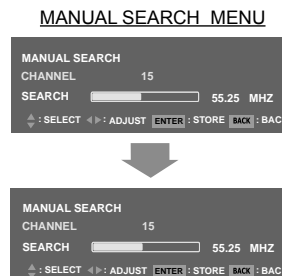 MANUAL SEARCH MENU
MANUAL SEARCH
CHANNEL 15
SEARCH 55.25 MHZ
: SELECT : ADJUST ENTER : STORE BACK : BAC
MANUAL SEARCH
CHANNEL 15
SEARCH 55.25 MHZ
: SELECT : ADJUST ENTER : STORE BACK : BAC